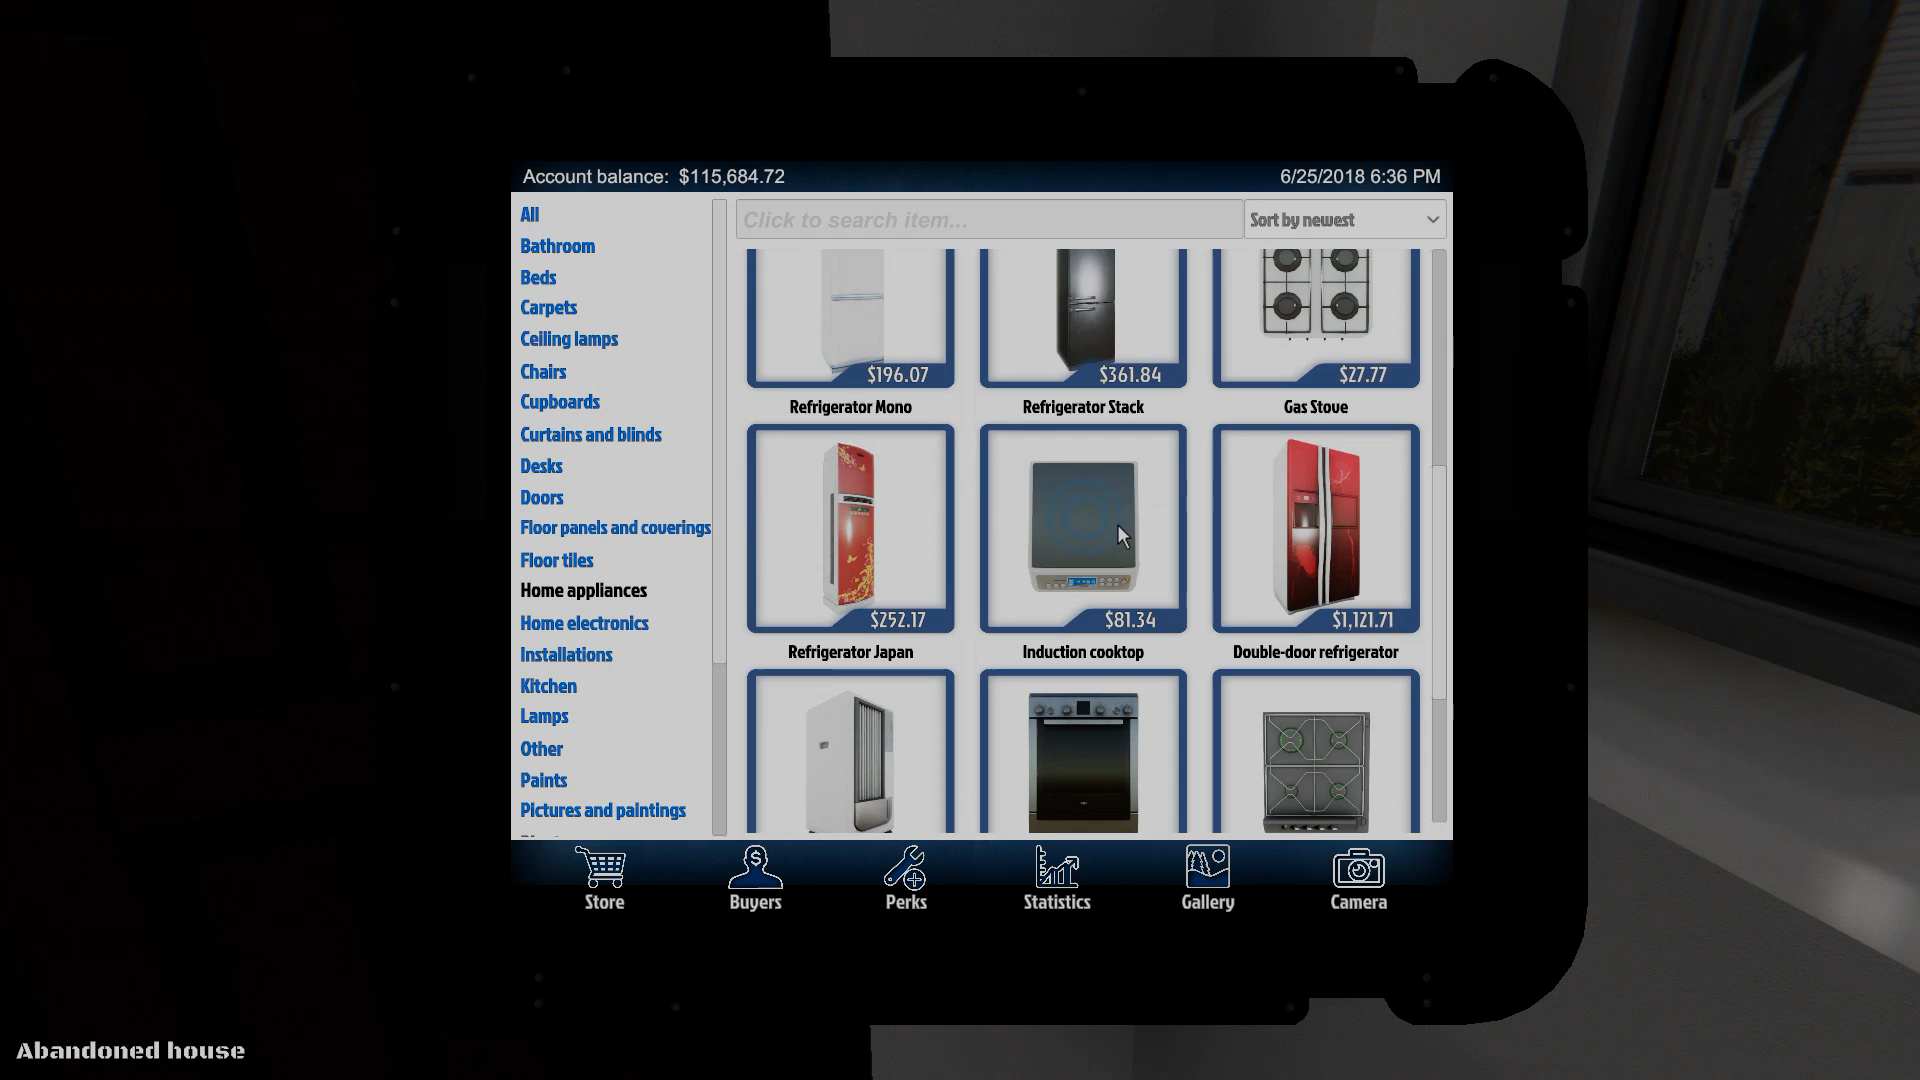 Account balance: $115,684.72
6/25/2018 6:36 PM
All
Bathroom
Beds
Carpets
Ceiling lamps
Chairs
Cupboards
Curtains and blinds
Desks
Doors
Floor panels and coverings
Floor tiles
Home appliances
Home electronics
Installations
Kitchen
Lamps
Other
Paints
Pictures and paintings
Click to search item...
Sort by newest
$196.07
$361.84
$27.77
Refrigerator Mono
Refrigerator Stack
Gas Stove
$252.17
$81.34
$1,121.71
Refrigerator Japan
Induction cooktop
Double-door refrigerator
Store
Buyers
Perks
Statistics
Gallery
Camera
Abandoned house